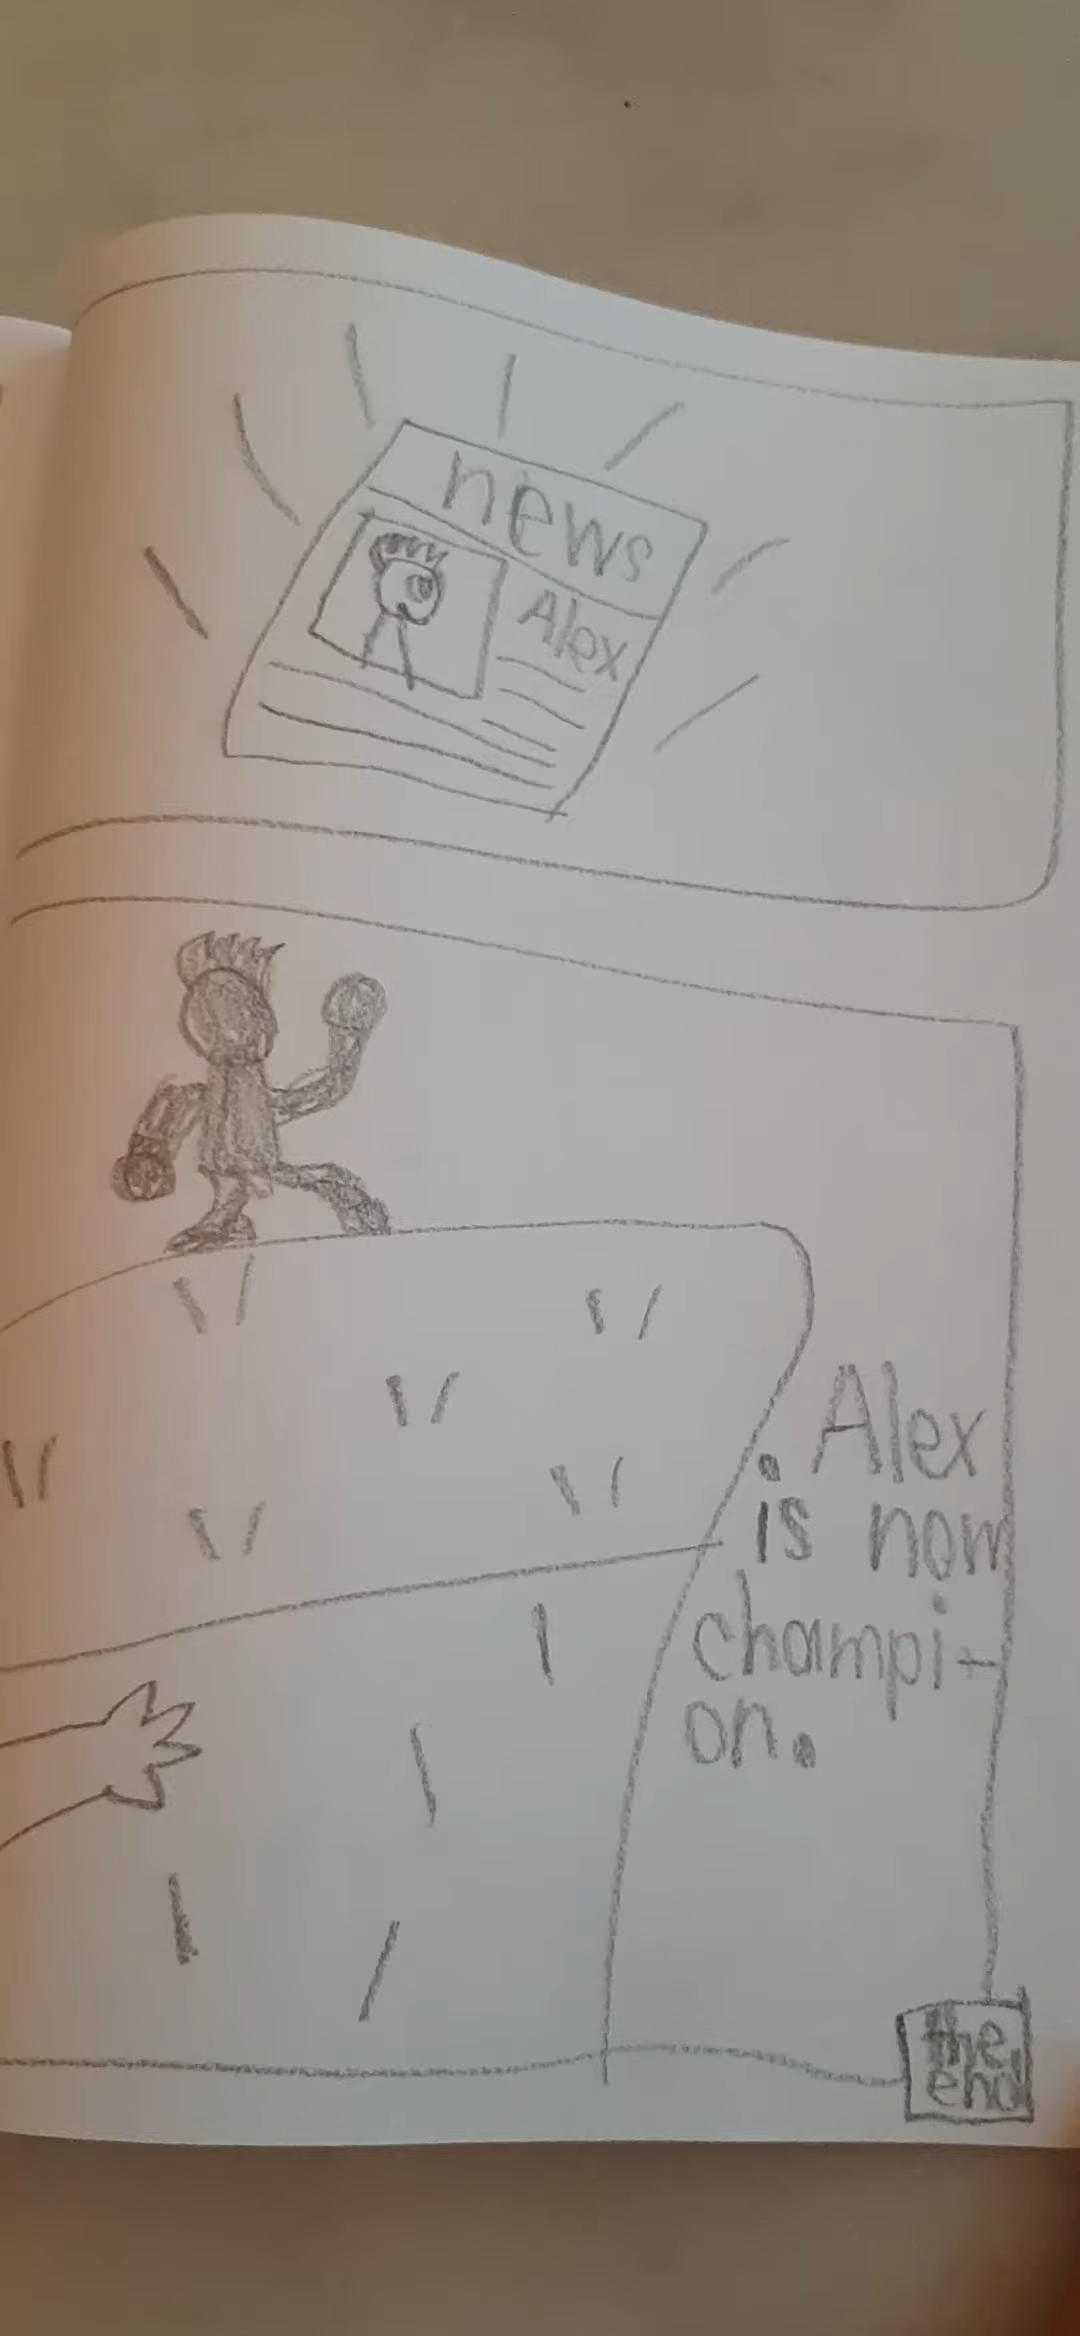 news
Alex
. Alex
is now
champi-
on.
the
end